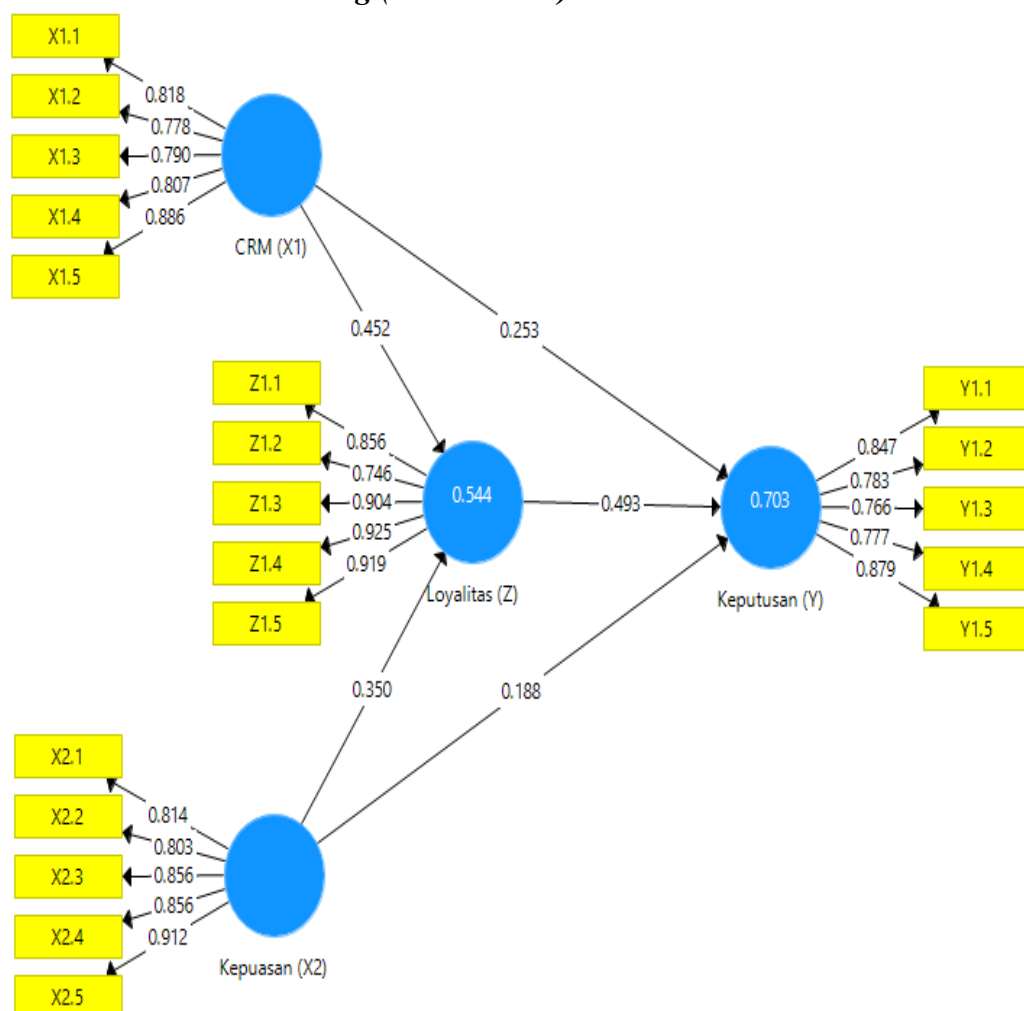 X1.1
0.818
X1.2
0.778
X1.3
0.790
X1.4
0.807
X1.5
0.886
CRM (X1)
0.452
0.253
Z1.1
0.856
Z1.2
0.746
Z1.3
0.904
Z1.4
0.925
Z1.5
0.919
0.544
Loyalitas (Z)
0.493
0.703
Keputusan (Y)
Y1.1
0.847
Y1.2
0.783
Y1.3
0.766
Y1.4
0.777
Y1.5
0.879
0.350
0.188
X2.1
0.814
X2.2
0.803
X2.3
0.856
X2.4
0.856
X2.5
0.912
Kepuasan (X2)